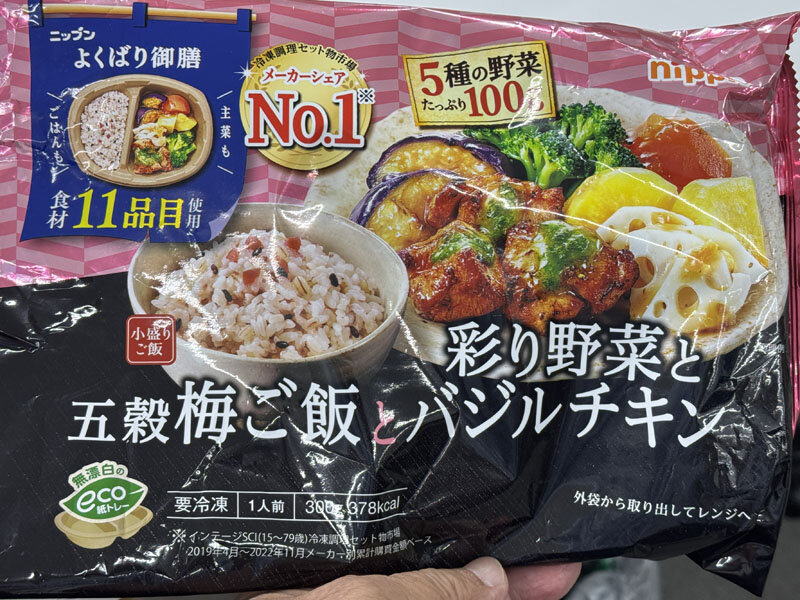 ニップン
よくばり御膳
主菜も
ごはんも
食材11品目使用
冷凍調理セット物市場
メーカーシェア
No.1※
5種の野菜
たっぷり100g
nipp
小盛り
ご飯
彩り野菜と
五穀梅ご飯とバジルチキン
無漂白の
eco
紙トレー
要冷凍 1人前 300g 378kcal
外袋から取り出してレンジへ
※インテージSCI(15～79歳)冷凍調理セット物市場
2019年4月～2022年11月メーカー別累計購買金額ベース